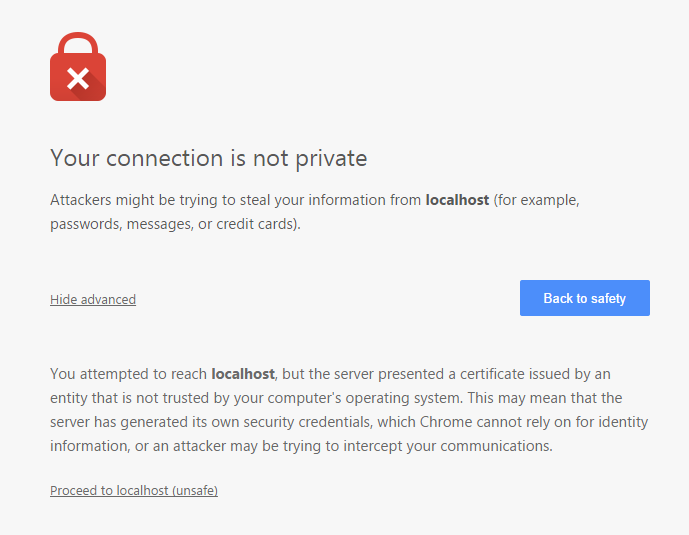 Your connection is not private
Attackers might be trying to steal your information from localhost (for example,
passwords, messages, or credit cards).
Hide advanced
Back to safety
You attempted to reach localhost, but the server presented a certificate issued by an
entity that is not trusted by your computer's operating system. This may mean that the
server has generated its own security credentials, which Chrome cannot rely on for identity
information, or an attacker may be trying to intercept your communications.
Proceed to localhost (unsafe)